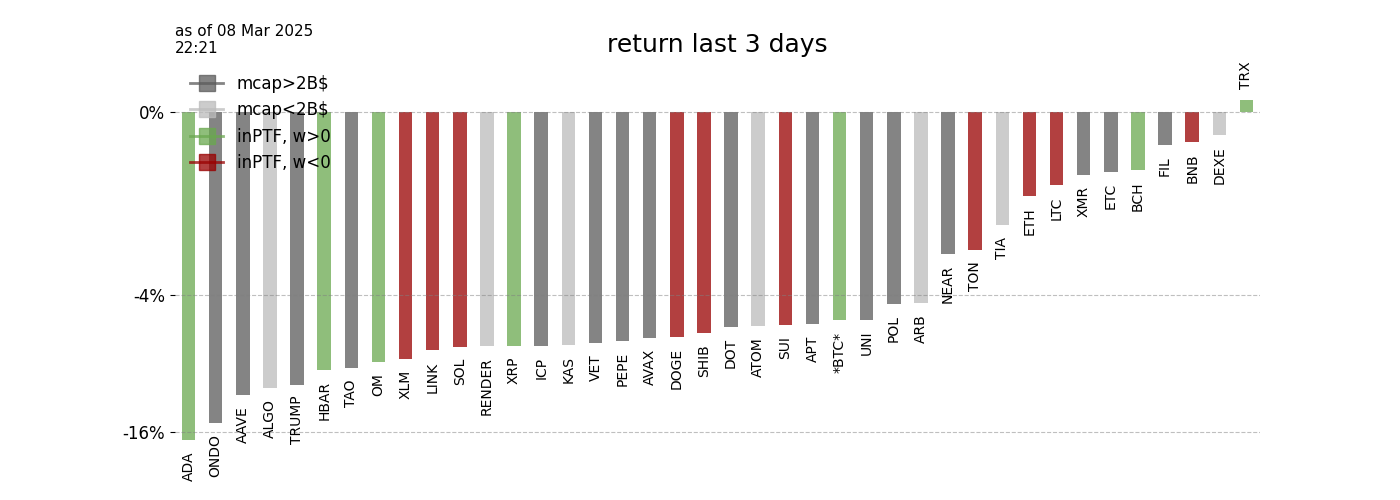 as of 08 Mar 2025
22:21
return last 3 days
mcap>2B$
mcap<2B$
inPTF, w>0
inPTF, w<0
0%
-4%
-16%
ADA
ONDO
AAVE
ALGO
TRUMP
HBAR
TAO
OM
XLM
LINK
SOL
RENDER
XRP
ICP
KAS
VET
PEPE
AVAX
DOGE
SHIB
DOT
ATOM
SUI
APT
*BTC*
UNI
POL
ARB
NEAR
TON
TIA
ETH
LTC
XMR
ETC
BCH
FIL
BNB
DEXE
TRX